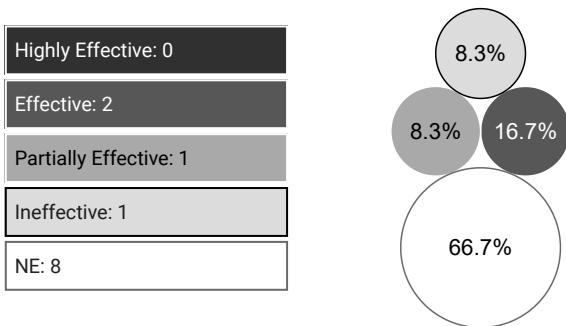 Highly Effective: 0
Effective: 2
Partially Effective: 1
Ineffective: 1
NE: 8
8.3%
8.3%
16.7%
66.7%